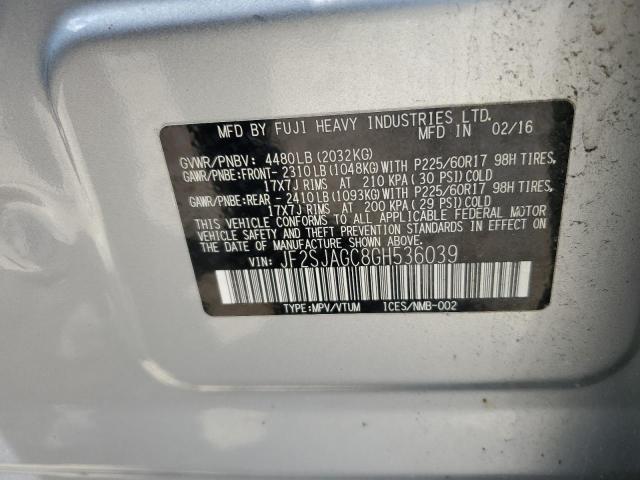 MFD BY FUJI HEAVY INDUSTRIES LTD.
MFD.IN 02/16
GVWR/PNBV: 4480LB(2032KG)
GAWR/PNBE:FRONT- 2310LB(1048KG)WITH P225/60R17 98H TIRES,
17X7J RIMS AT 210 KPA(30 PSI)COLD
GAWR/PNBE:REAR - 2410LB(1093KG)WITH P225/60R17 98H TIRES,
17X7J RIMS AT 200 KPA(29 PSI)COLD
THIS VEHICLE CONFORMS TO ALL APPLICABLE FEDERAL MOTOR
VEHICLE SAFETY,
AND THEFT PREVENTION STANDARDS IN EFFECT ON
THE DATE OF MANUFACTURE SHOWN ABOVE.
VIN: JF2SJAGC8GH536039
TYPE:MPV/VTUM ICES/NMB-002